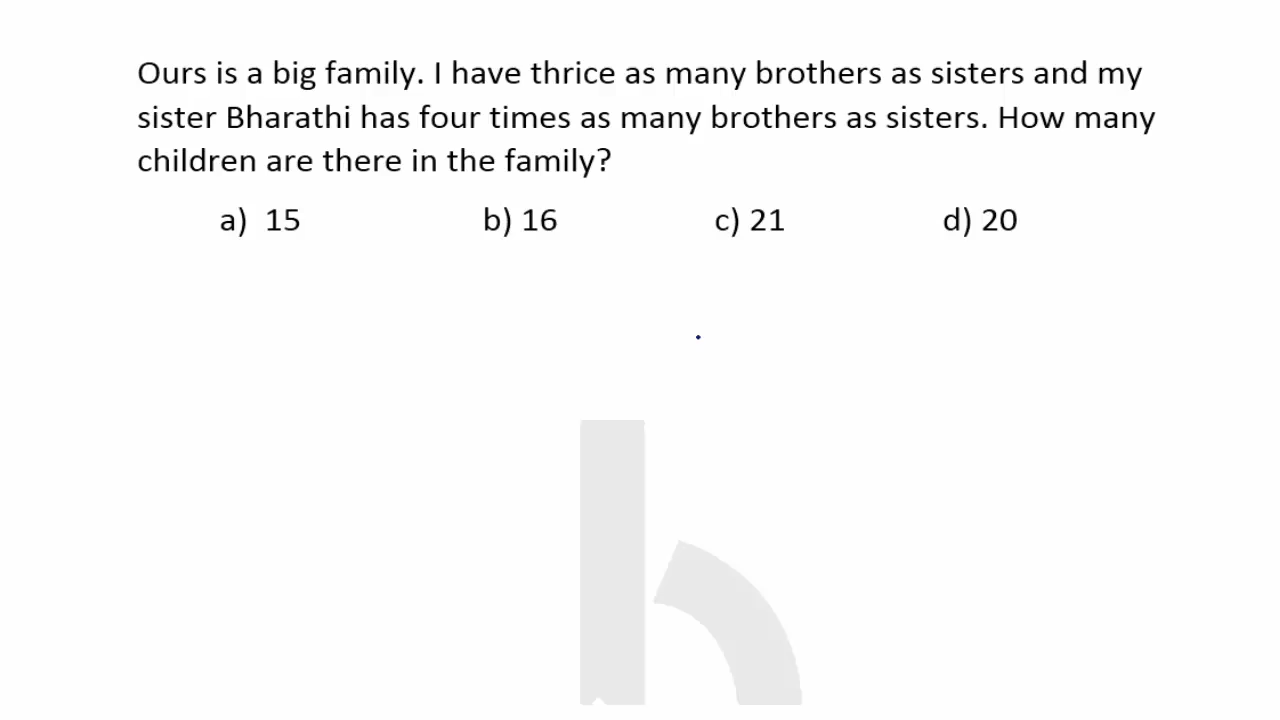 Ours is a big family. I have thrice as many brothers as sisters and my
sister Bharathi has four times as many brothers as sisters. How many
children are there in the family?
a) 15 b) 16 c) 21 d) 20